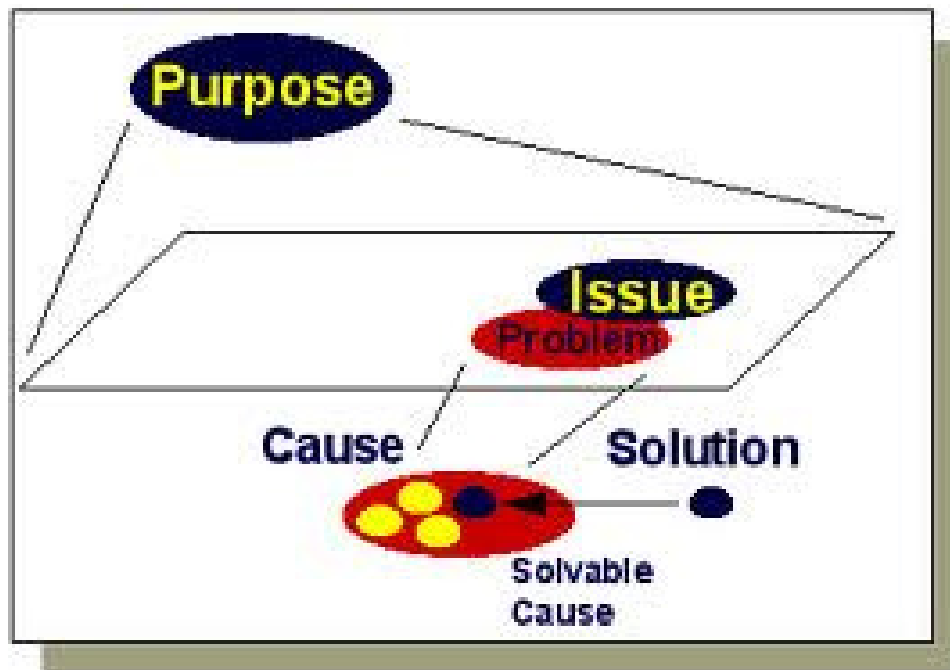 Purpose
Issue
Problem
Cause
Solution
Solvable
Cause